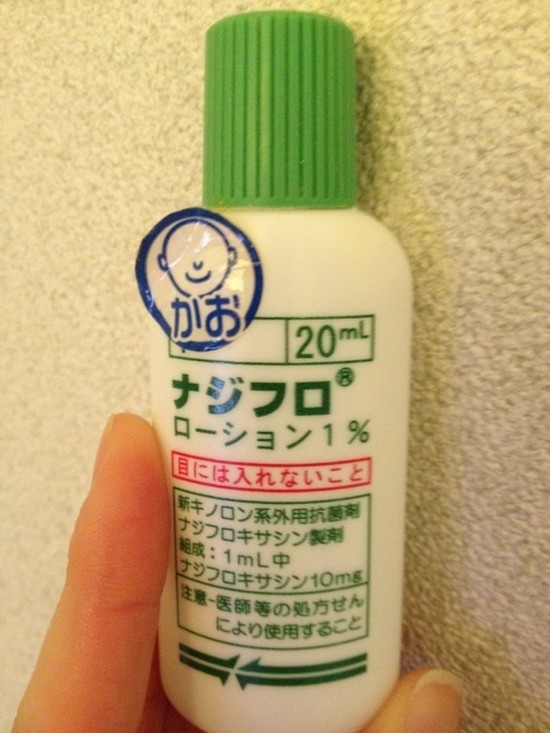 かお
20mL
ナジフロ®
ローション1%
目には入れないこと
新キノロン系外用抗菌剤
ナジフロキサシン製剤
組成：1mL中
ナジフロキサシン10mg
注意-医師等の処方せん
により使用すること